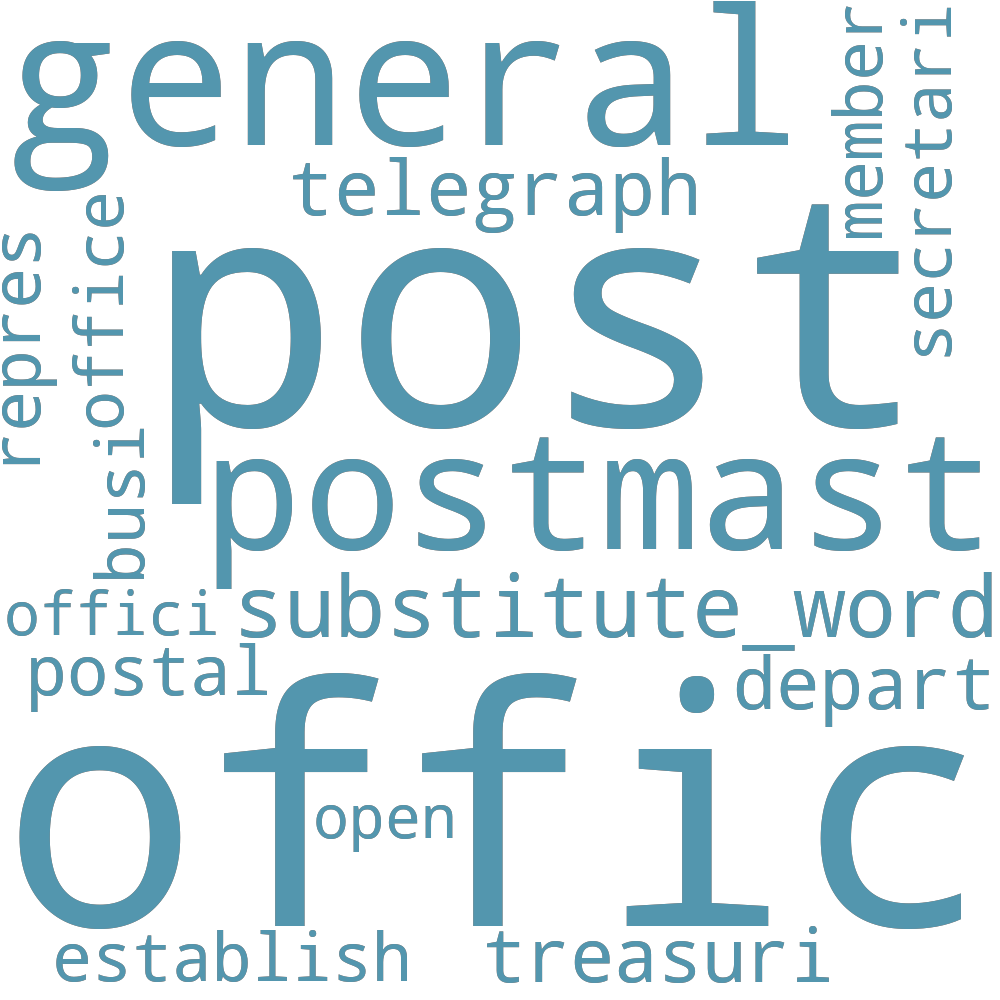 general
member
secretari
telegraph
post
repres
office
postmast
busi
substitute_word
offici
postal
depart
offic
open
establish
treasuri